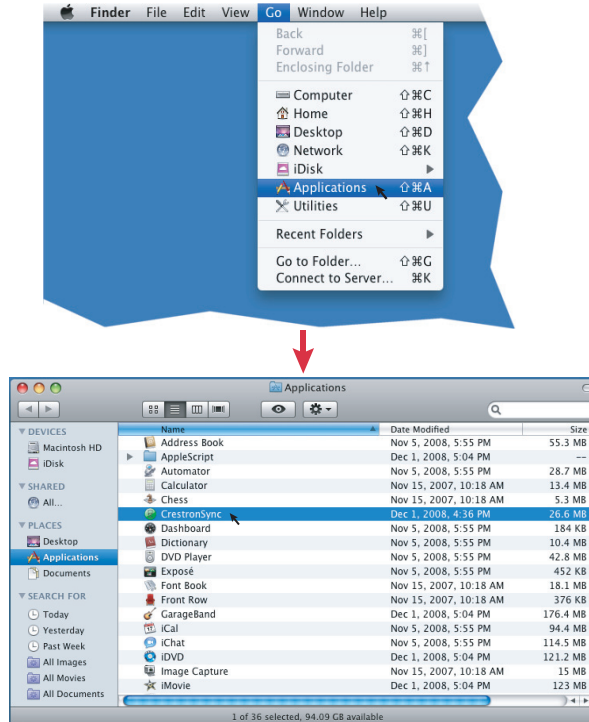 Finder File Edit View Go Window Help
Back ⌘[
Forward ⌘]
Enclosing Folder ⌘↑
Computer ⇧⌘C
Home ⇧⌘H
Desktop ⇧⌘D
Network ⇧⌘K
iDisk ▶
Applications ⇧⌘A
Utilities ⇧⌘U
Recent Folders ▶
Go to Folder... ⇧⌘G
Connect to Server... ⌘K
Applications
DEVICES
Macintosh HD
iDisk
SHARED
All...
PLACES
Desktop
Applications
Documents
SEARCH FOR
Today
Yesterday
Past Week
All Images
All Movies
All Documents
Name Date Modified Size
Address Book Nov 5, 2008, 5:55 PM 55.3 MB
AppleScript Dec 1, 2008, 5:04 PM --
Automator Nov 5, 2008, 5:55 PM 28.7 MB
Calculator Nov 15, 2007, 10:18 AM 13.4 MB
Chess Nov 15, 2007, 10:18 AM 5.3 MB
CrestronSync Dec 1, 2008, 4:36 PM 26.6 MB
Dashboard Nov 5, 2008, 5:55 PM 184 KB
Dictionary Nov 5, 2008, 5:55 PM 10.4 MB
DVD Player Nov 5, 2008, 5:55 PM 42.8 MB
Exposé Nov 5, 2008, 5:55 PM 452 KB
Font Book Nov 15, 2007, 10:18 AM 18.1 MB
Front Row Nov 15, 2007, 10:18 AM 376 KB
GarageBand Dec 1, 2008, 5:04 PM 176.4 MB
iCal Nov 5, 2008, 5:55 PM 94.4 MB
iChat Nov 5, 2008, 5:55 PM 114.5 MB
iDVD Dec 1, 2008, 5:04 PM 121.2 MB
Image Capture Nov 15, 2007, 10:18 AM 15 MB
iMovie Dec 1, 2008, 5:04 PM 123 MB
1 of 36 selected, 94.09 GB available